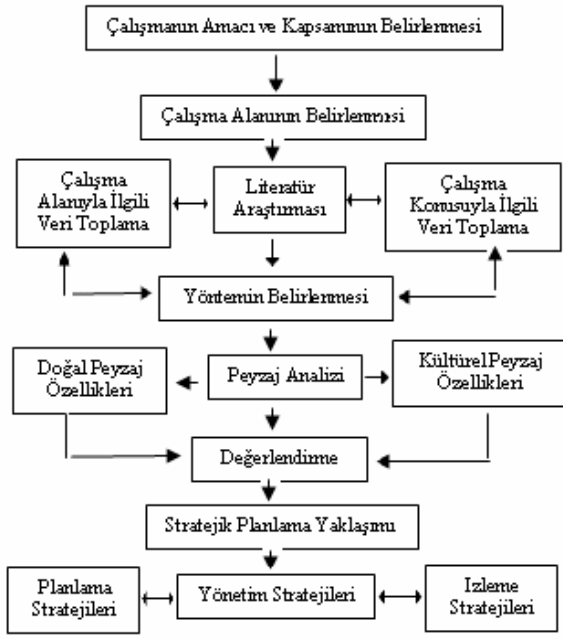 Çalışmanın Amacı ve Kapsamının Belirlenmesi
Çalışma Alanının Belirlenmesi
Çalışma
Alanıyla İlgili
Veri Toplama
Literatür
Araştırması
Çalışma
Konusuyla İlgili
Veri Toplama
Yöntemin Belirlenmesi
Doğal Peyzaj
Özellikleri
Peyzaj Analizi
Kültürel Peyzaj
Özellikleri
Değerlendirme
Stratejik Planlama Yaklaşımı
Planlama
Stratejileri
Yönetim Stratejileri
Izleme
Stratejileri